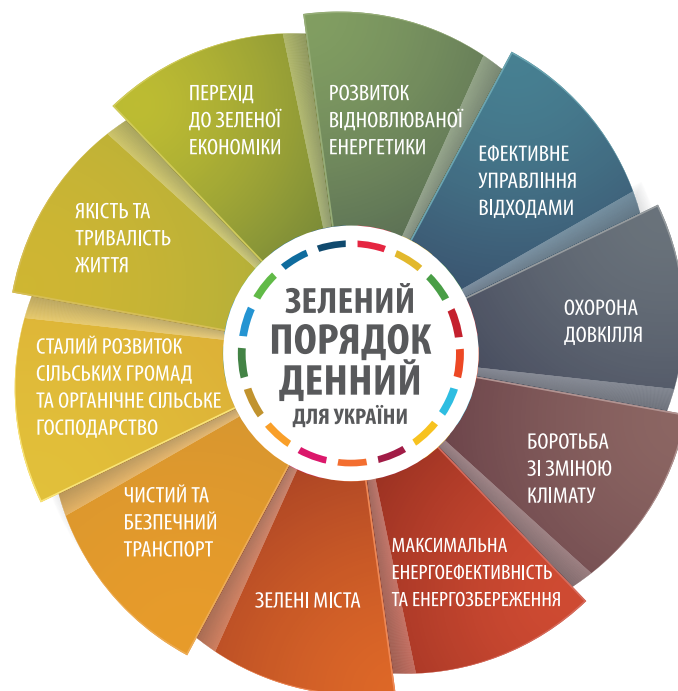 ЗЕЛЕНИЙ
ПОРЯДОК
ДЕННИЙ
ДЛЯ УКРАЇНИ
РОЗВИТОК
ВІДНОВЛЮВАНОЇ
ЕНЕРГЕТИКИ
ЕФЕКТИВНЕ
УПРАВЛІННЯ
ВІДХОДАМИ
ОХОРОНА
ДОВКІЛЛЯ
БОРОТЬБА
ЗІ ЗМІНОЮ
КЛІМАТУ
МАКСИМАЛЬНА
ЕНЕРГОЕФЕКТИВНІСТЬ
ТА ЕНЕРГОЗБЕРЕЖЕННЯ
ЗЕЛЕНІ МІСТА
ЧИСТИЙ ТА
БЕЗПЕЧНИЙ
ТРАНСПОРТ
СТАЛИЙ РОЗВИТОК
СІЛЬСЬКИХ ГРОМАД
ТА ОРГАНІЧНЕ СІЛЬСЬКЕ
ГОСПОДАРСТВО
ЯКІСТЬ ТА
ТРИВАЛІСТЬ
ЖИТТЯ
ПЕРЕХІД
ДО ЗЕЛЕНОЇ
ЕКОНОМІКИ